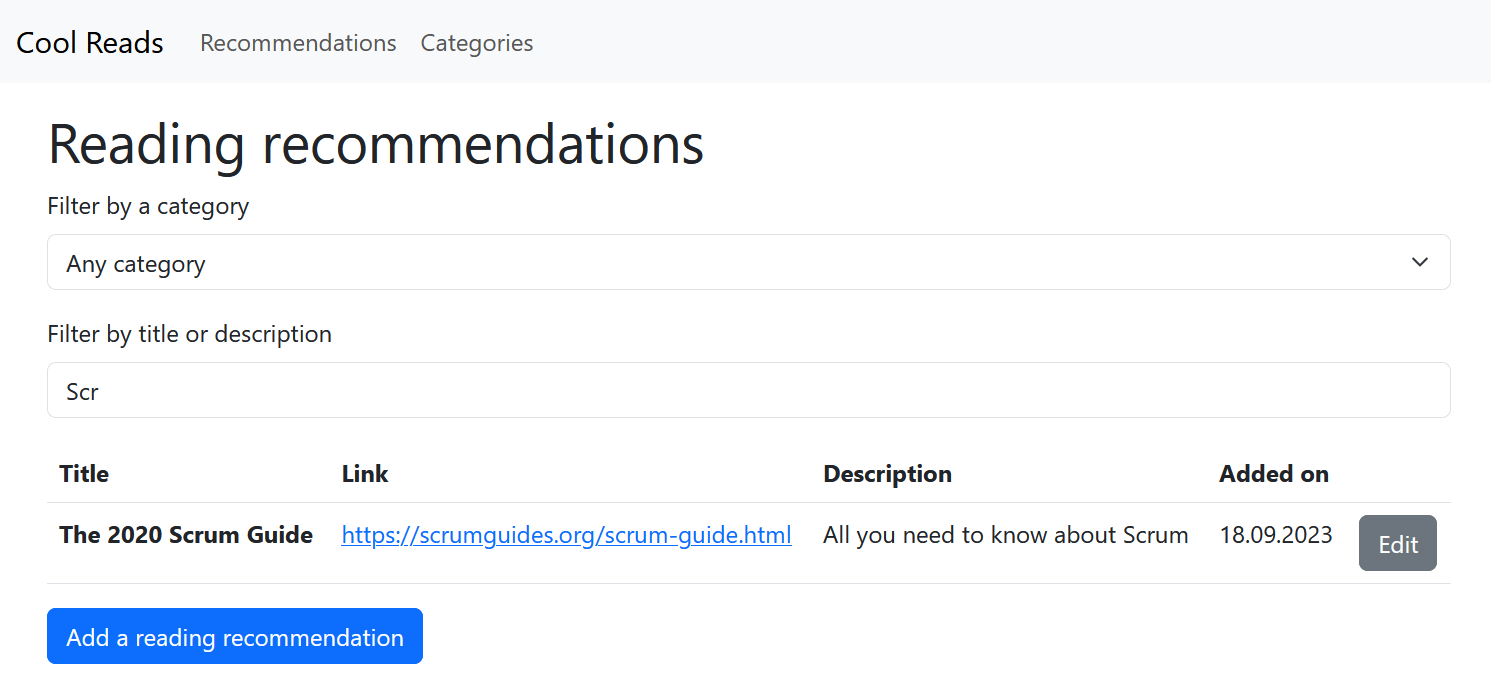 Cool Reads Recommendations Categories
Reading recommendations
Filter by a category
Any category
Filter by title or description
Scr
Title Link Description Added on
The 2020 Scrum Guide https://scrumguides.org/scrum-guide.html All you need to know about Scrum 18.09.2023 Edit
Add a reading recommendation